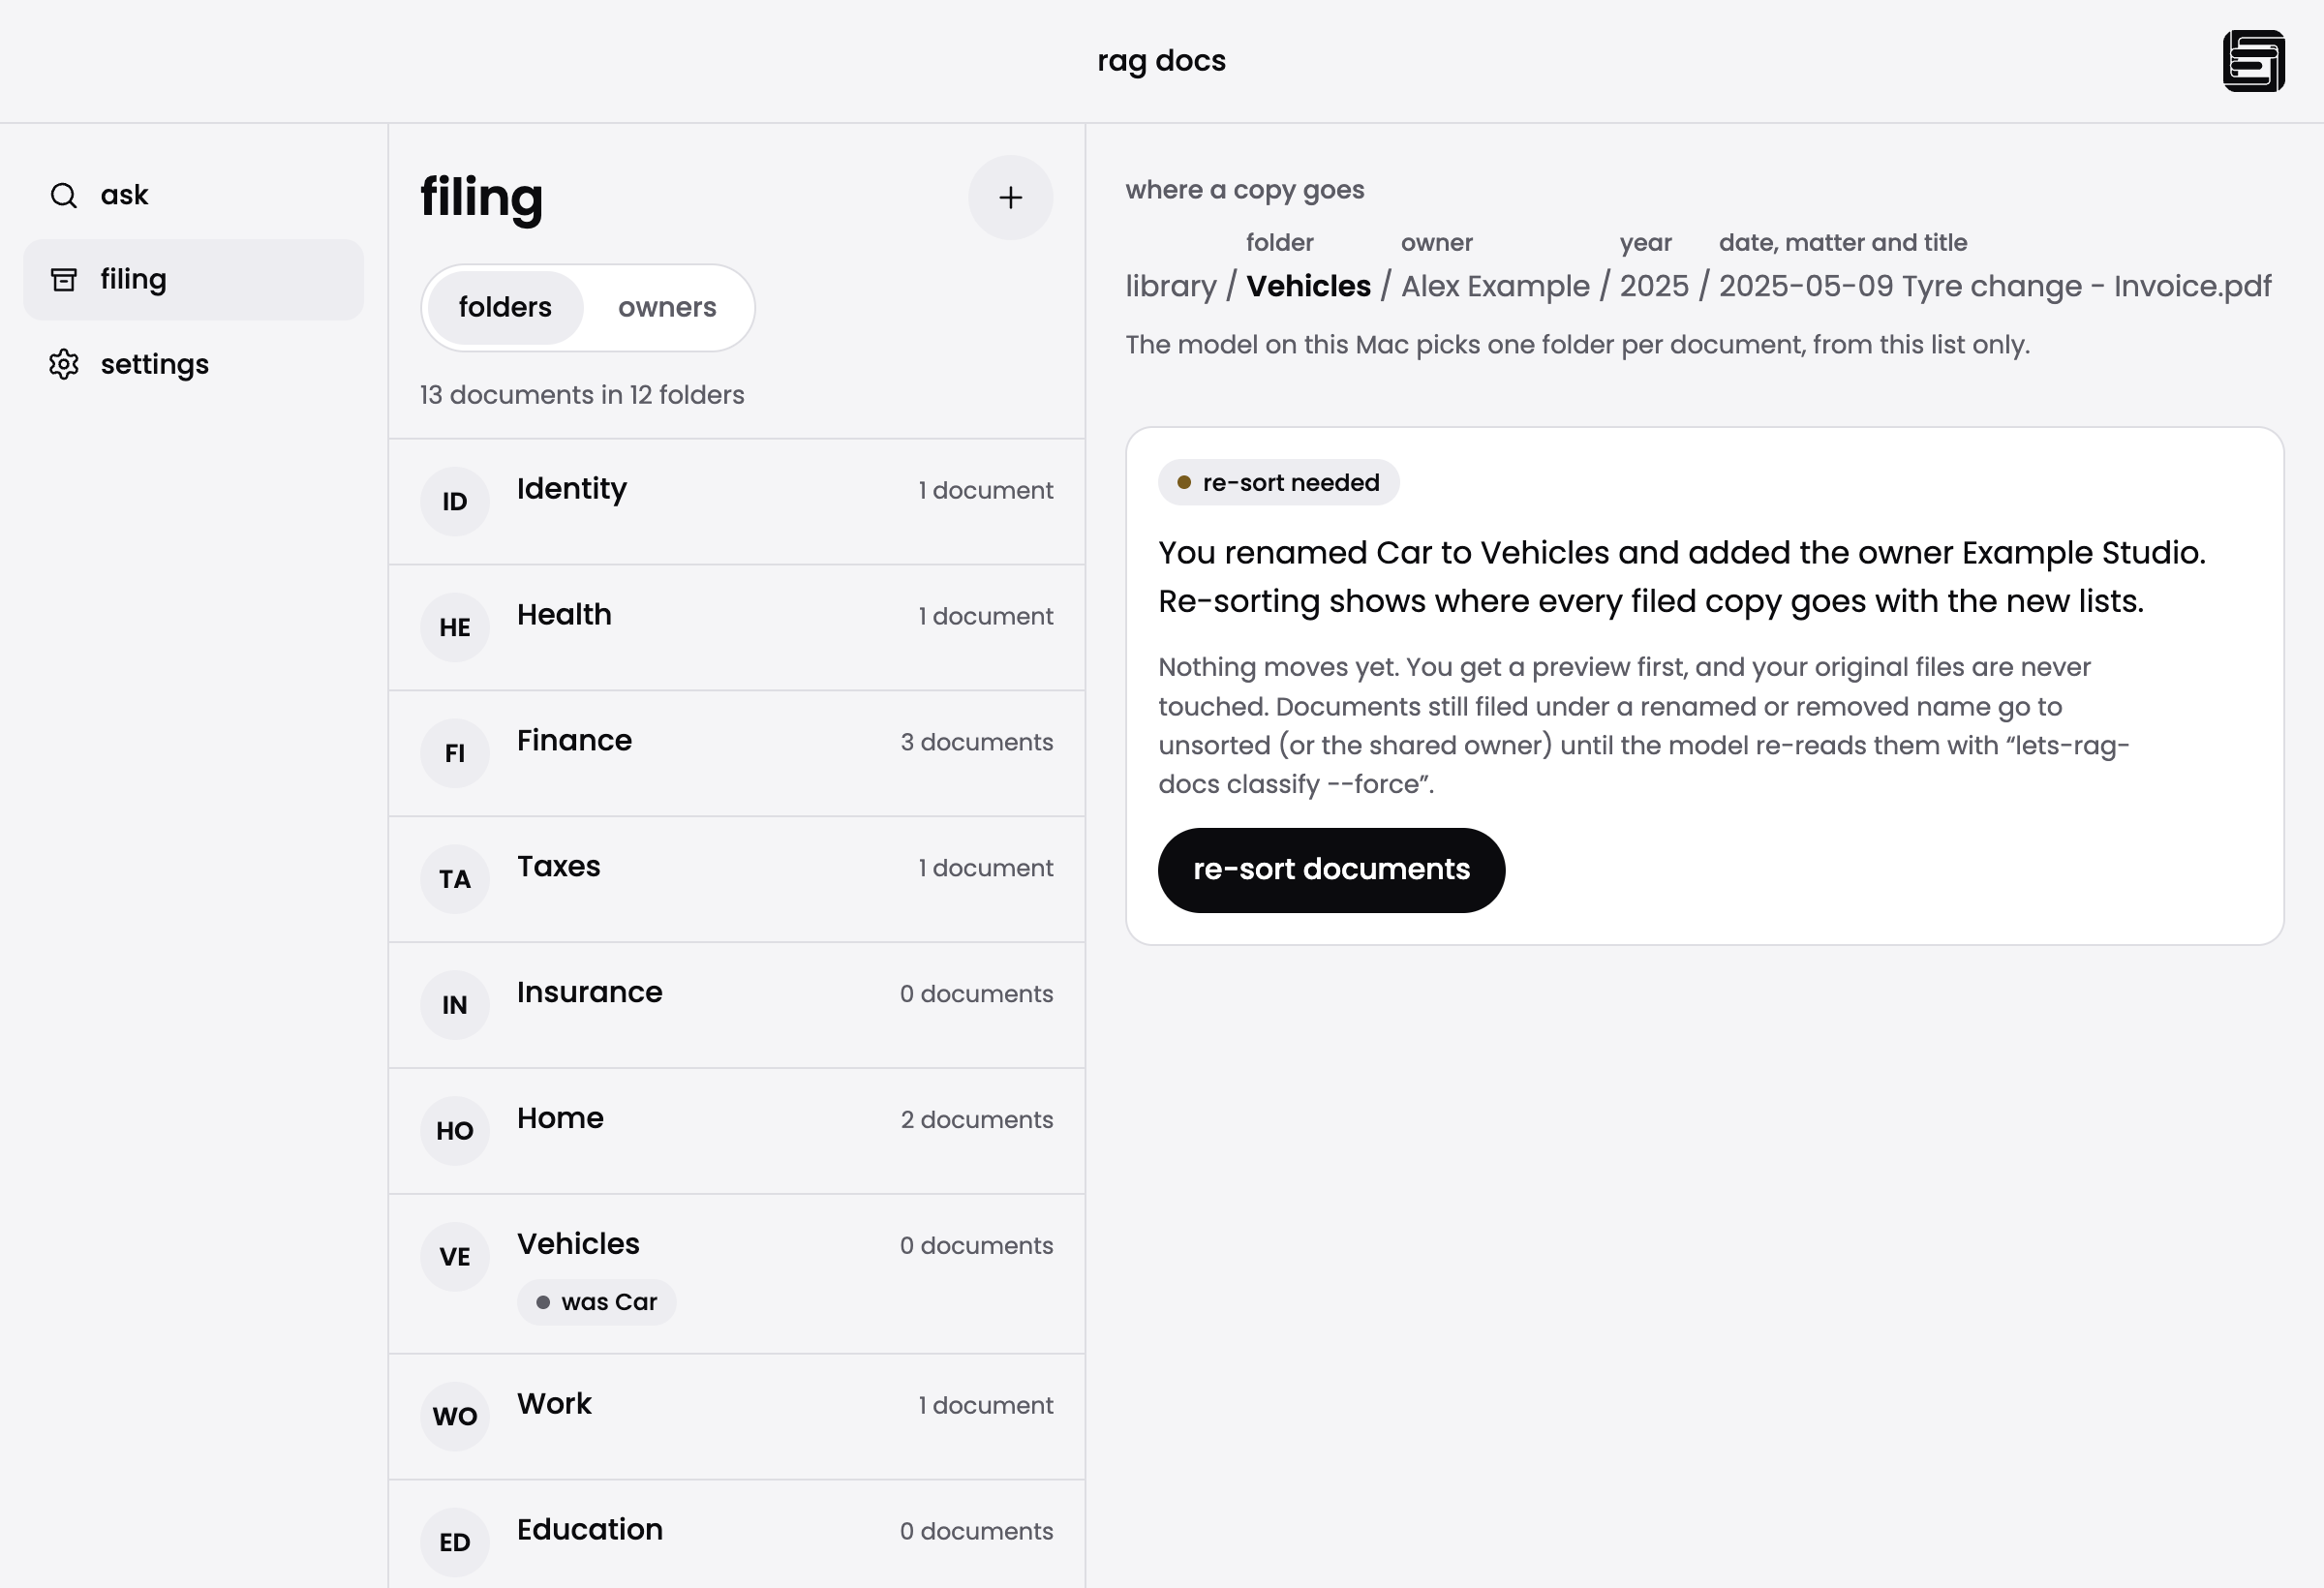 rag docs
ask
filing
settings
filing
+
folders
owners
13 documents in 12 folders
ID
Identity
1 document
HE
Health
1 document
FI
Finance
3 documents
TA
Taxes
1 document
IN
Insurance
0 documents
HO
Home
2 documents
VE
Vehicles
0 documents
was Car
WO
Work
1 document
ED
Education
0 documents
where a copy goes
folder owner year date, matter and title
library / Vehicles / Alex Example / 2025 / 2025-05-09 Tyre change - Invoice.pdf
The model on this Mac picks one folder per document, from this list only.
re-sort needed
You renamed Car to Vehicles and added the owner Example Studio.
Re-sorting shows where every filed copy goes with the new lists.
Nothing moves yet. You get a preview first, and your original files are never
touched. Documents still filed under a renamed or removed name go to
unsorted (or the shared owner) until the model re-reads them with “lets-rag-
docs classify --force”.
re-sort documents